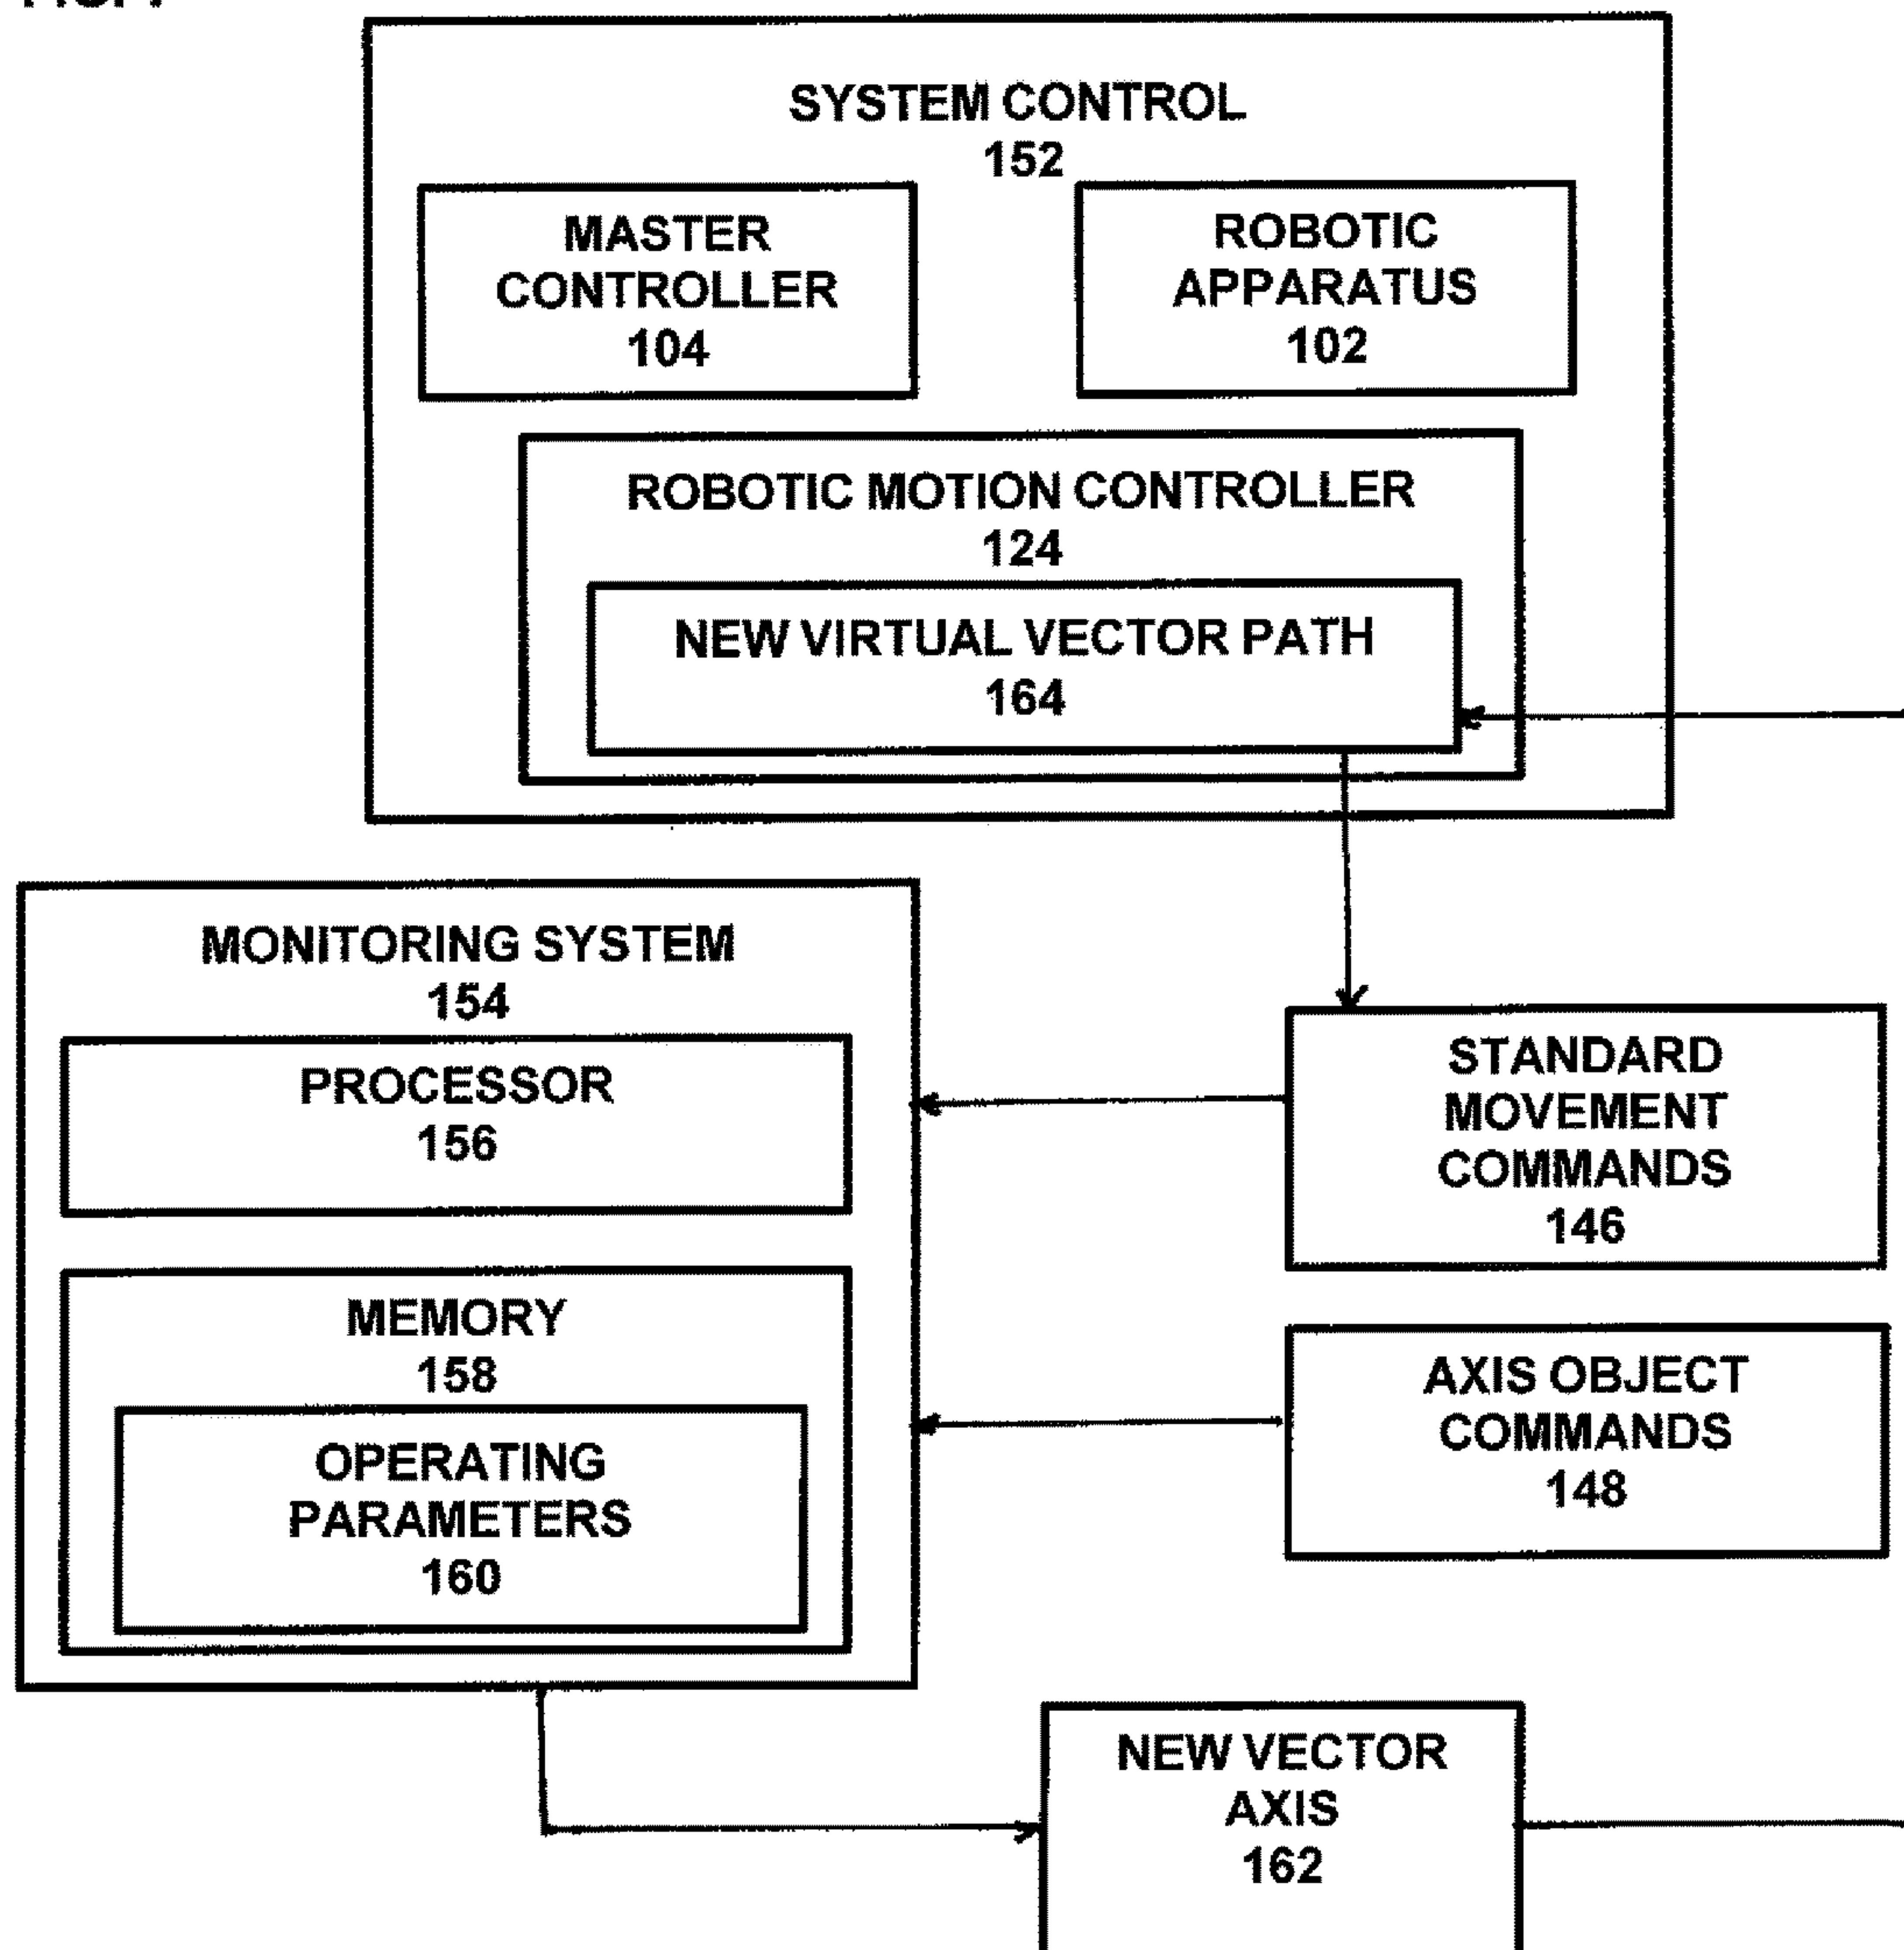 SYSTEM CONTROL
152
MASTER
CONTROLLER
104
ROBOTIC
APPARATUS
102
ROBOTIC MOTION CONTROLLER
124
NEW VIRTUAL VECTOR PATH
164
MONITORING SYSTEM
154
PROCESSOR
156
MEMORY
158
OPERATING
PARAMETERS
160
STANDARD
MOVEMENT
COMMANDS
146
AXIS OBJECT
COMMANDS
148
NEW VECTOR
AXIS
162